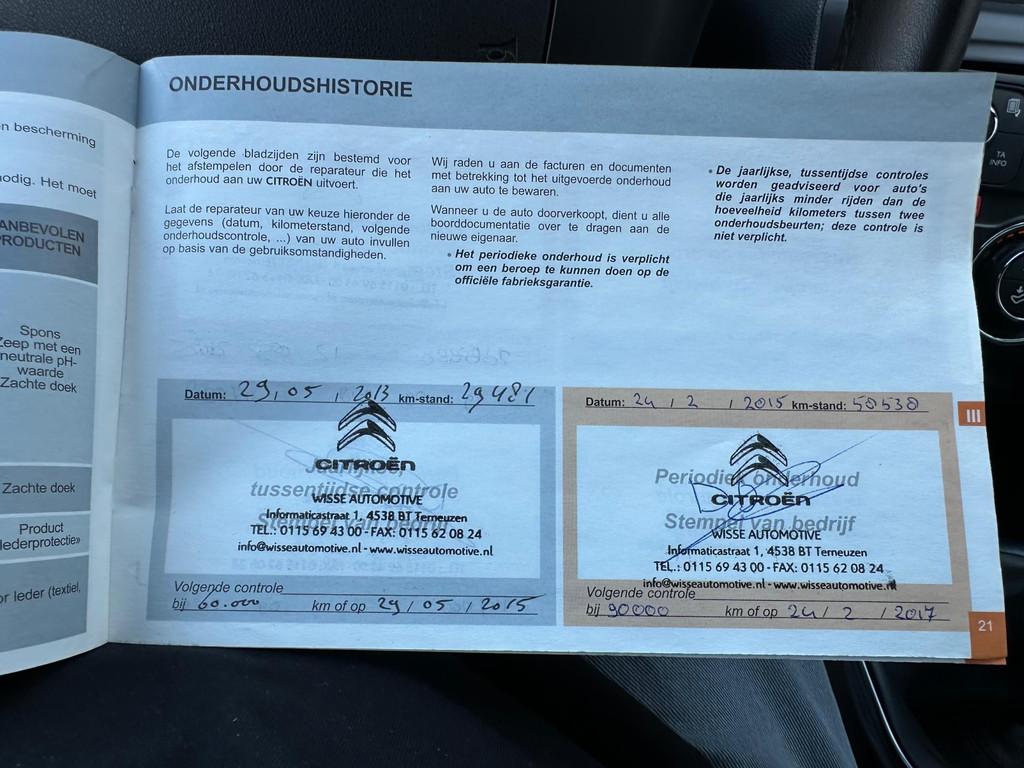 n bescherming
odig. Het moet
ANBEVOLEN
PRODUCTEN
Spons
Zeep met een
neutrale pH-
waarde
Zachte doek
Zachte doek
Product
lederprotectie»
or leder (textiel,
ONDERHOUDSHISTORIE
De volgende bladzijden zijn bestemd voor
het afstempelen door de reparateur die het
onderhoud aan uw CITROËN uitvoert.
Laat de reparateur van uw keuze hieronder de
gegevens (datum, kilometerstand, volgende
onderhoudscontrole, ...) van uw auto invullen
op basis van de gebruiksomstandigheden.
Wij raden u aan de facturen en documenten
met betrekking tot het uitgevoerde onderhoud
aan uw auto te bewaren.
Wanneer u de auto doorverkoopt, dient u alle
boorddocumentatie over te dragen aan de
nieuwe eigenaar.
• Het periodieke onderhoud is verplicht
om een beroep te kunnen doen op de
officiële fabrieksgarantie.
• De jaarlijkse, tussentijdse controles
worden geadviseerd voor auto's
die jaarlijks minder rijden dan de
hoeveelheid kilometers tussen twee
onderhoudsbeurten; deze controle is
niet verplicht.
Datum: 29, 05 , 2013 km-stand: 29481
CITROËN
Jaarlijkse,
tussentijdse controle
WISSE AUTOMOTIVE
Informaticastraat 1, 4538 BT Terneuzen
Stempel van bedrijf
TEL.: 0115 69 43 00 - FAX: 0115 62 08 24
info@wisseautomotive.nl - www.wisseautomotive.nl
Volgende controle
bij 60.000 km of op 29 / 05 / 2015
Datum: 24 / 2 / 2015 km-stand: 58538
Periodiek onderhoud
CITROËN
Stempel van bedrijf
WISSE AUTOMOTIVE
Informaticastraat 1, 4538 BT Terneuzen
TEL.: 0115 69 43 00 - FAX: 0115 62 08 24
info@wisseautomotive.nl - www.wisseautomotive.nl
Volgende controle
bij 90000 km of op 24 / 2 / 2017
III
21
TA
INFO